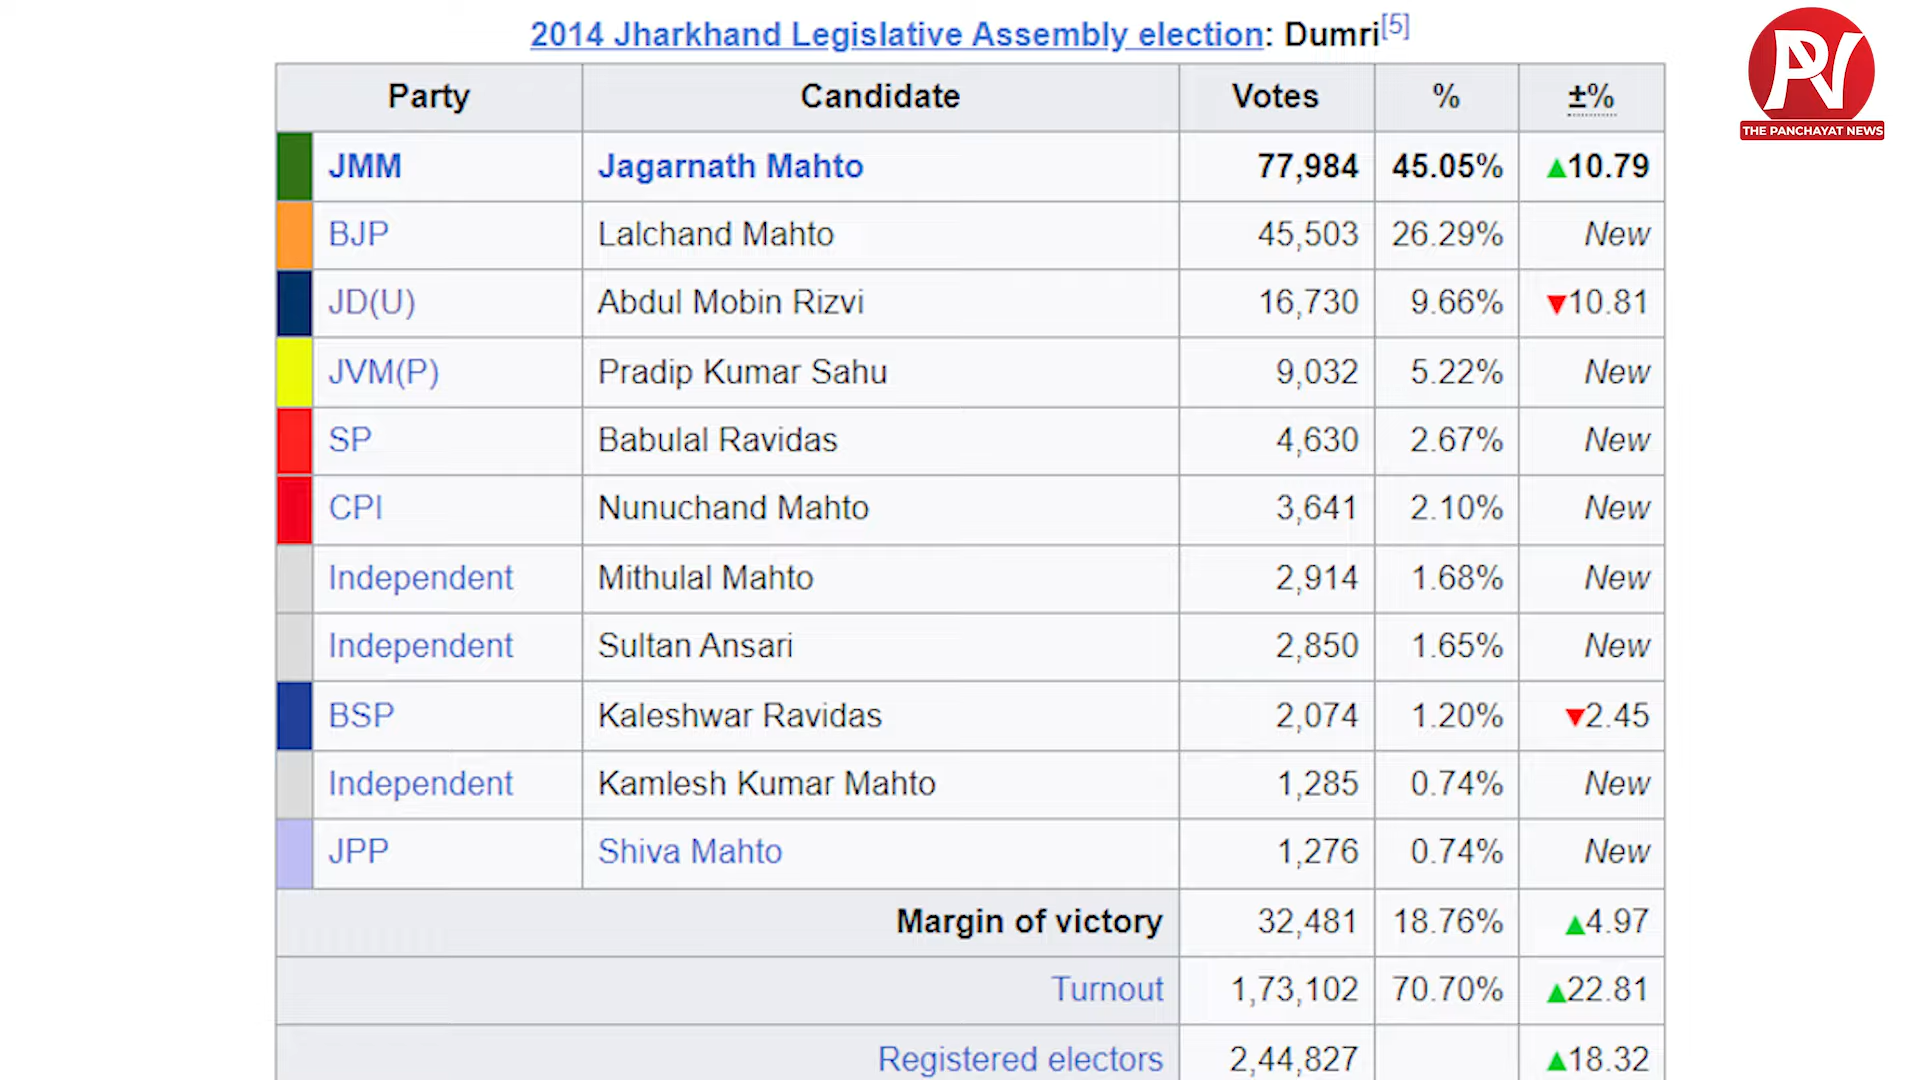 2014 Jharkhand Legislative Assembly election: Dumri[5]
Party Candidate Votes % ±%
JMM Jagarnath Mahto 77,984 45.05% ▲10.79
BJP Lalchand Mahto 45,503 26.29% New
JD(U) Abdul Mobin Rizvi 16,730 9.66% ▼10.81
JVM(P) Pradip Kumar Sahu 9,032 5.22% New
SP Babulal Ravidas 4,630 2.67% New
CPI Nunuchand Mahto 3,641 2.10% New
Independent Mithulal Mahto 2,914 1.68% New
Independent Sultan Ansari 2,850 1.65% New
BSP Kaleshwar Ravidas 2,074 1.20% ▼2.45
Independent Kamlesh Kumar Mahto 1,285 0.74% New
JPP Shiva Mahto 1,276 0.74% New
Margin of victory 32,481 18.76% ▲4.97
Turnout 1,73,102 70.70% ▲22.81
Registered electors 2,44,827 ▲18.32
PN
THE PANCHAYAT NEWS